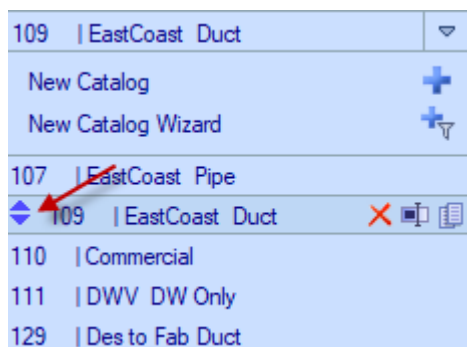 109 | EastCoast Duct
New Catalog
New Catalog Wizard
107 | EastCoast Pipe
109 | EastCoast Duct
110 | Commercial
111 | DWV DW Only
129 | Des to Fab Duct